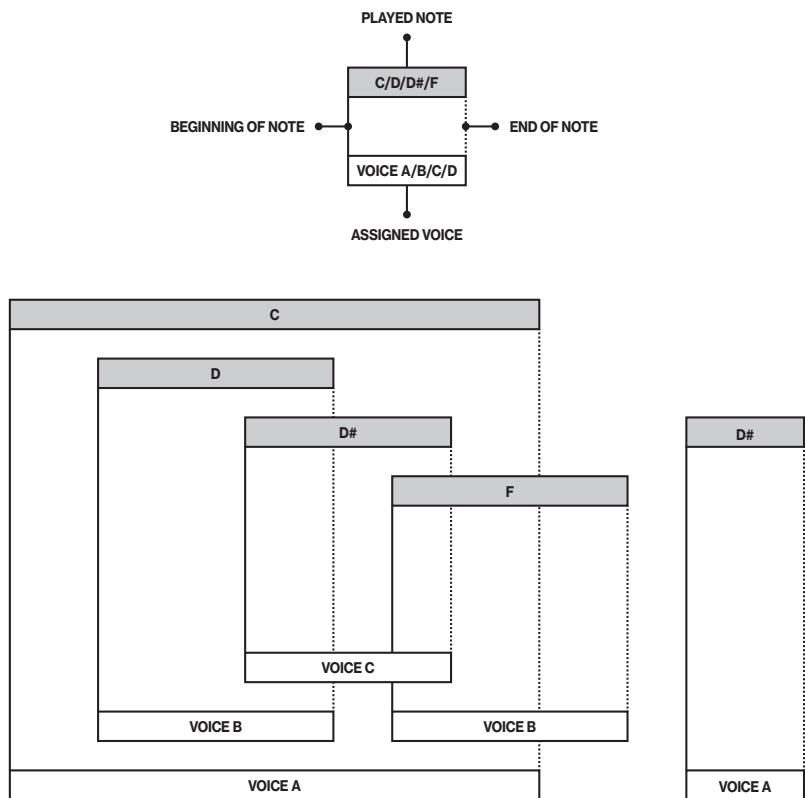 PLAYED NOTE
C/D/D#/F
BEGINNING OF NOTE
END OF NOTE
VOICE A/B/C/D
ASSIGNED VOICE
C
D
D#
D#
F
VOICE C
VOICE B
VOICE B
VOICE A
VOICE A